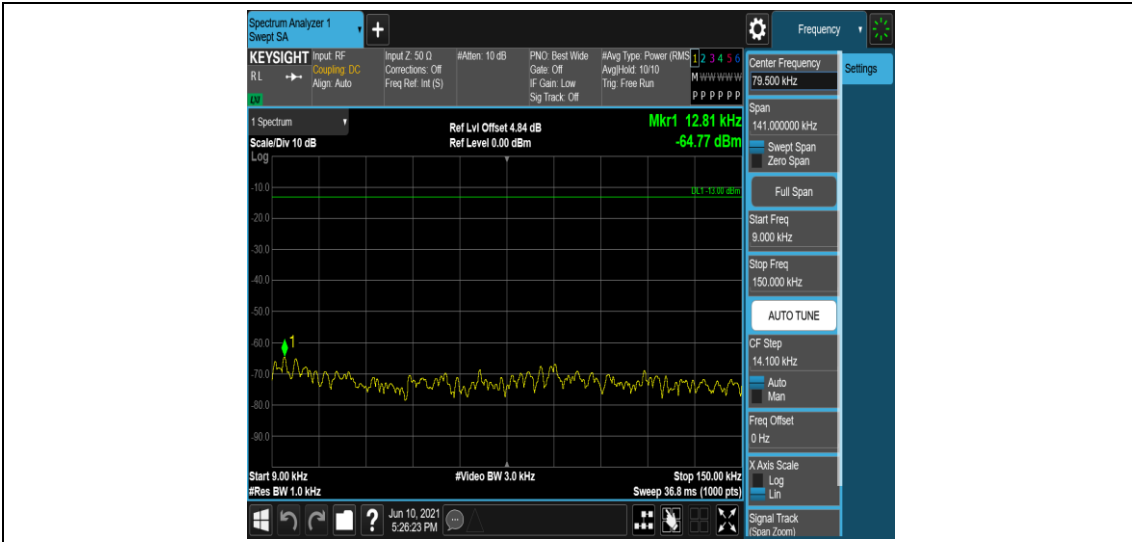 Spectrum Analyzer 1
Swept SA
+
Frequency
KEYSIGHT
Input: RF
Input Z: 50 Ω
#Atten: 10 dB
PNO: Best Wide
#Avg Type: Power (RMS
1 2 3 4 5 6
R L
Coupling: DC
Corrections: Off
Gate: Off
Avg|Hold: 10/10
M W W W W W
Align: Auto
Freq Ref: Int (S)
IF Gain: Low
Trig: Free Run
Sig Track: Off
P P P P P P
LXI
1 Spectrum
Ref Lvl Offset 4.84 dB
Mkr1 12.81 kHz
Scale/Div 10 dB
Ref Level 0.00 dBm
-64.77 dBm
Log
DL1 -13.00 dBm
-10.0
-20.0
-30.0
-40.0
-50.0
-60.0
1
-70.0
-80.0
-90.0
Start 9.00 kHz
#Video BW 3.0 kHz
Stop 150.00 kHz
#Res BW 1.0 kHz
Sweep 36.8 ms (1000 pts)
Jun 10, 2021
5:26:23 PM
?
Center Frequency
79.500 kHz
Settings
Span
141.000000 kHz
Swept Span
Zero Span
Full Span
Start Freq
9.000 kHz
Stop Freq
150.000 kHz
AUTO TUNE
CF Step
14.100 kHz
Auto
Man
Freq Offset
0 Hz
X Axis Scale
Log
Lin
Signal Track
(Span Zoom)